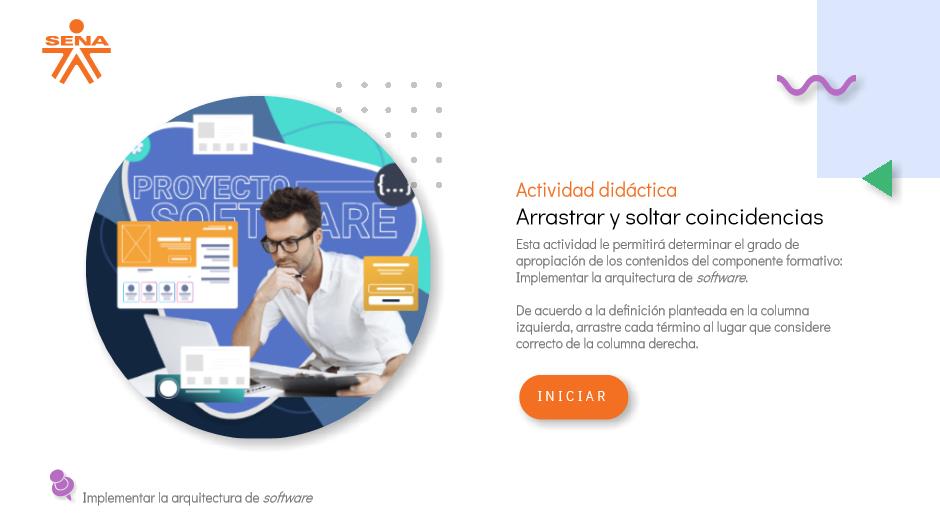 SENA
PROYECTO
SOFTWARE
{...}
Actividad didáctica
Arrastrar y soltar coincidencias
Esta actividad le permitirá determinar el grado de
apropiación de los contenidos del componente formativo:
Implementar la arquitectura de software.
De acuerdo a la definición planteada en la columna
izquierda, arrastre cada término al lugar que considere
correcto de la columna derecha.
INICIAR
Implementar la arquitectura de software